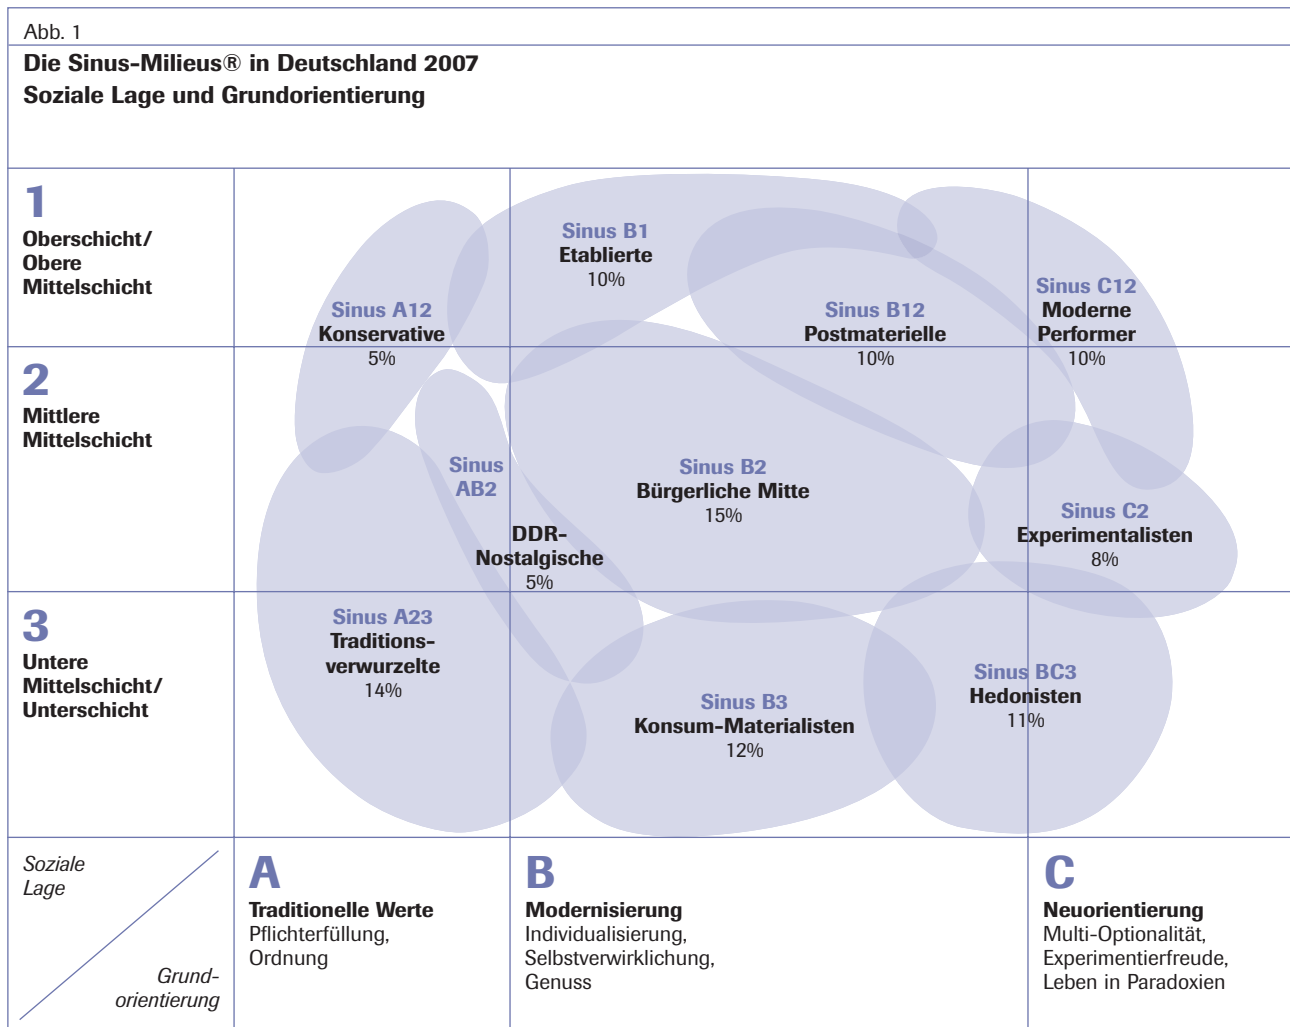 Abb. 1
Die Sinus-Milieus® in Deutschland 2007
Soziale Lage und Grundorientierung
1
Oberschicht/
Obere
Mittelschicht
2
Mittlere
Mittelschicht
3
Untere
Mittelschicht/
Unterschicht
Sinus A12
Konservative
5%
Sinus B1
Etablierte
10%
Sinus B12
Postmaterielle
10%
Sinus C12
Moderne
Performer
10%
Sinus
AB2
DDR-
Nostalgische
5%
Sinus B2
Bürgerliche Mitte
15%
Sinus C2
Experimentalisten
8%
Sinus A23
Traditions-
verwurzelte
14%
Sinus B3
Konsum-Materialisten
12%
Sinus BC3
Hedonisten
11%
Soziale
Lage
Grund-
orientierung
A
Traditionelle Werte
Pflichterfüllung,
Ordnung
B
Modernisierung
Individualisierung,
Selbstverwirklichung,
Genuss
C
Neuorientierung
Multi-Optionalität,
Experimentierfreude,
Leben in Paradoxien